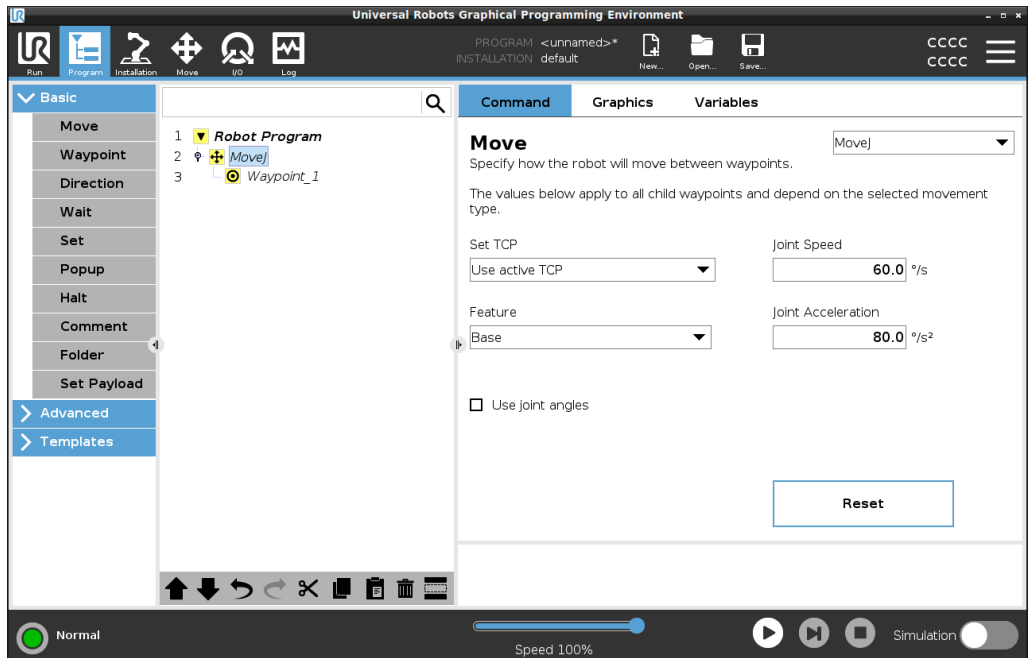 Universal Robots Graphical Programming Environment
UR
Run
Program
Installation
Move
I/O
Log
PROGRAM <unnamed>*
INSTALLATION default
New...
Open...
Save...
CCCC
CCCC
Basic
Move
Waypoint
Direction
Wait
Set
Popup
Halt
Comment
Folder
Set Payload
Advanced
Templates
1 Robot Program
2 MoveJ
3 Waypoint_1
Command Graphics Variables
Move
MoveJ
Specify how the robot will move between waypoints.
The values below apply to all child waypoints and depend on the selected movement
type.
Set TCP
Joint Speed
Use active TCP
60.0 °/s
Feature
Joint Acceleration
Base
80.0 °/s²
Use joint angles
Reset
Normal
Speed 100%
Simulation